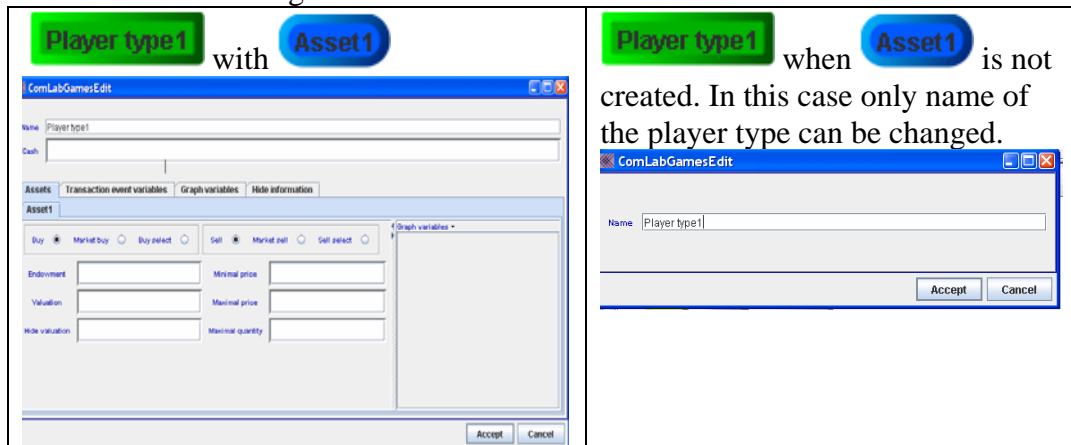 Player type1 with Asset1
ComLabGamesEdit
Name Player type1
Cash
Assets Transaction event variables Graph variables Hide information
Asset1
Buy Market buy Buy select Sell Market sell Sell select Graph variables
Endowment Minimal price
Valuation Maximal price
Hide valuation Maximal quantity
Accept Cancel
Player type1 when Asset1 is not
created. In this case only name of
the player type can be changed.
ComLabGamesEdit
Name Player type1
Accept Cancel